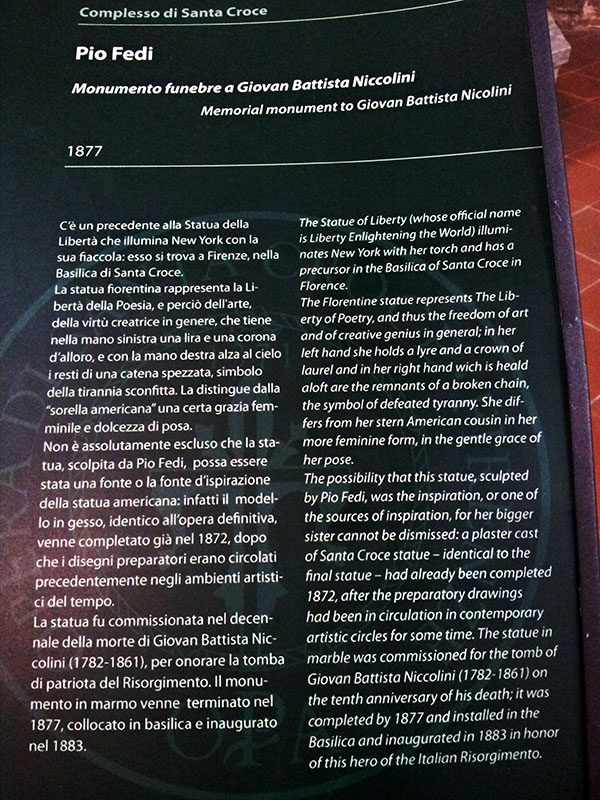 Complesso di Santa Croce
Pio Fedi
Monumento funebre a Giovan Battista Niccolini
Memorial monument to Giovan Battista Nicolini
1877
C'è un precedente alla Statua della
Libertà che illumina New York con la
sua fiaccola: esso si trova a Firenze, nella
Basilica di Santa Croce.
La statua fiorentina rappresenta la Li-
bertà della Poesia, e perciò dell'arte,
della virtù creatrice in genere, che tiene
nella mano sinistra una lira e una corona
d'alloro, e con la mano destra alza al cielo
i resti di una catena spezzata, simbolo
della tirannia sconfitta. La distingue dalla
"sorella americana" una certa grazia fem-
minile e dolcezza di posa.
Non è assolutamente escluso che la sta-
tua, scolpita da Pio Fedi, possa essere
stata una fonte o la fonte d'ispirazione
della statua americana: infatti il model-
lo in gesso, identico all'opera definitiva,
venne completato già nel 1872, dopo
che i disegni preparatori erano circolati
precedentemente negli ambienti artisti-
ci del tempo.
La statua fu commissionata nel decen-
nale della morte di Giovan Battista Nic-
colini (1782-1861), per onorare la tomba
di patriota del Risorgimento. Il monu-
mento in marmo venne terminato nel
1877, collocato in basilica e inaugurato
nel 1883.
The Statue of Liberty (whose official name
is Liberty Enlightening the World) illumi-
nates New York with her torch and has a
precursor in the Basilica of Santa Croce in
Florence.
The Florentine statue represents The Lib-
erty of Poetry, and thus the freedom of art
and of creative genius in general; in her
left hand she holds a lyre and a crown of
laurel and in her right hand wich is heald
aloft are the remnants of a broken chain,
the symbol of defeated tyranny. She dif-
fers from her stern American cousin in her
more feminine form, in the gentle grace of
her pose.
The possibility that this statue, sculpted
by Pio Fedi, was the inspiration, or one of
the sources of inspiration, for her bigger
sister cannot be dismissed: a plaster cast
of Santa Croce statue – identical to the
final statue – had already been completed
1872, after the preparatory drawings
had been in circulation in contemporary
artistic circles for some time. The statue in
marble was commissioned for the tomb of
Giovan Battista Niccolini (1782-1861) on
the tenth anniversary of his death; it was
completed by 1877 and installed in the
Basilica and inaugurated in 1883 in honor
of this hero of the Italian Risorgimento.